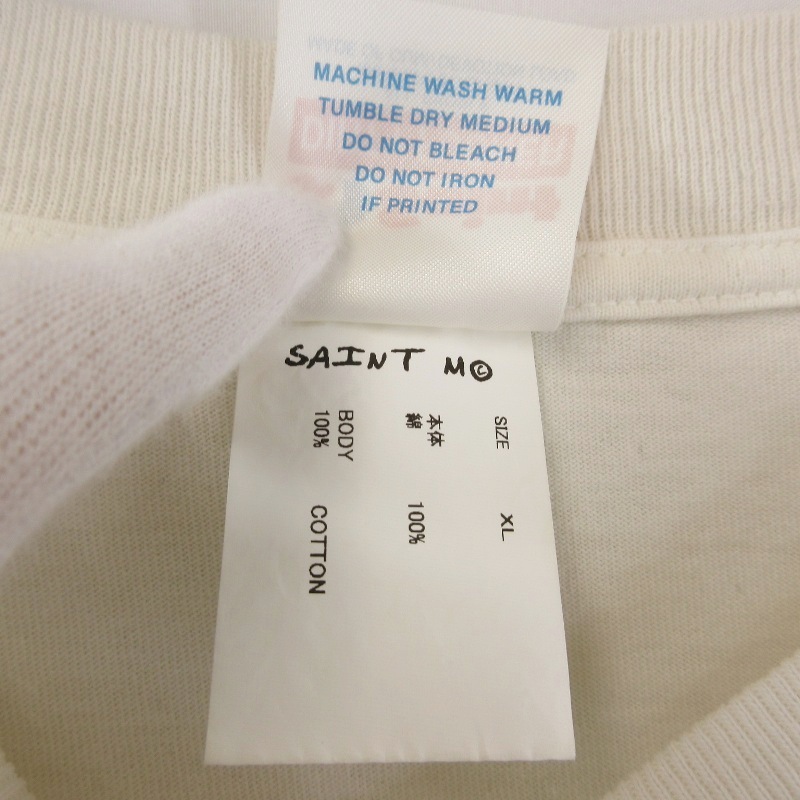 MACHINE WASH WARM
TUMBLE DRY MEDIUM
DO NOT BLEACH
DO NOT IRON
IF PRINTED
SAINT M©
SIZE XL
本体
綿 100%
BODY
100% COTTON